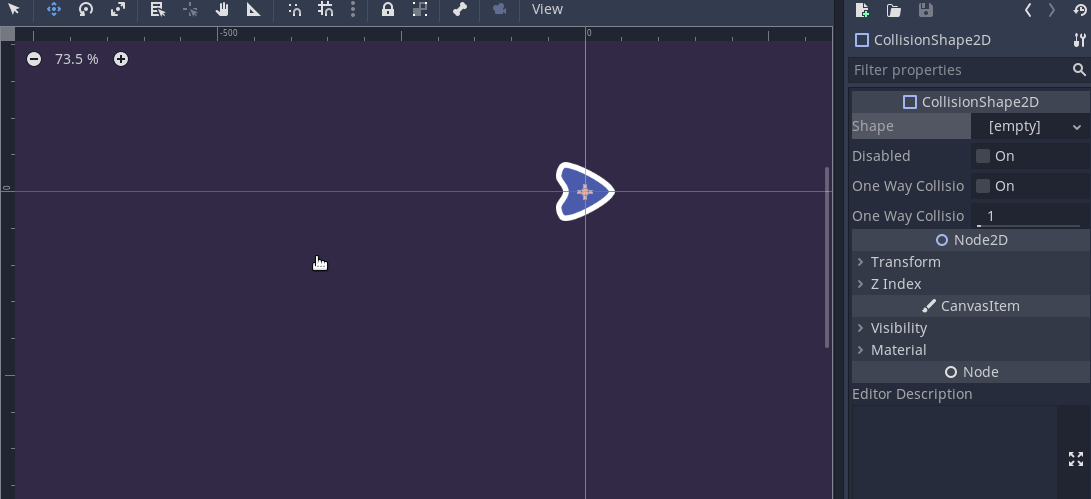 View
-500
0
0
73.5 %
CollisionShape2D
Filter properties
CollisionShape2D
Shape [empty]
Disabled On
One Way Collisio On
One Way Collisio 1
Node2D
Transform
Z Index
CanvasItem
Visibility
Material
Node
Editor Description